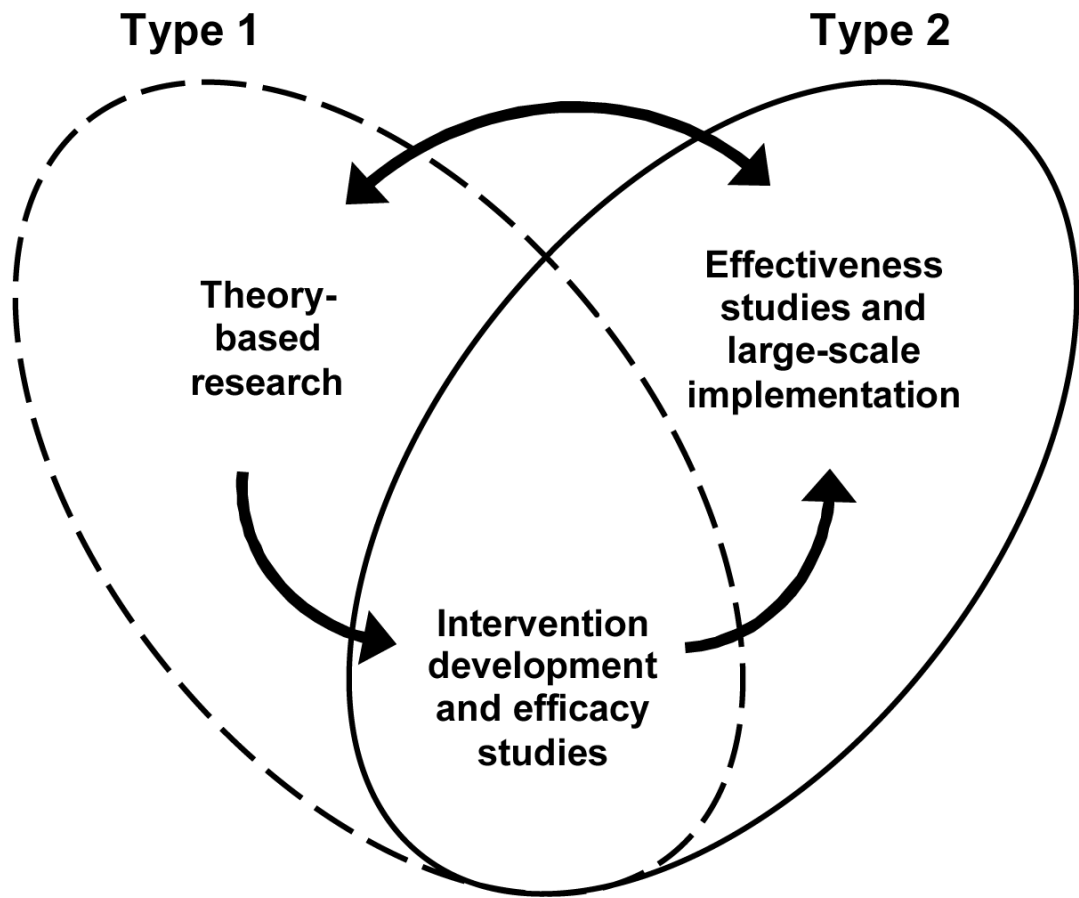 Type 1
Type 2
Theory-
based
research
Effectiveness
studies and
large-scale
implementation
Intervention
development
and efficacy
studies